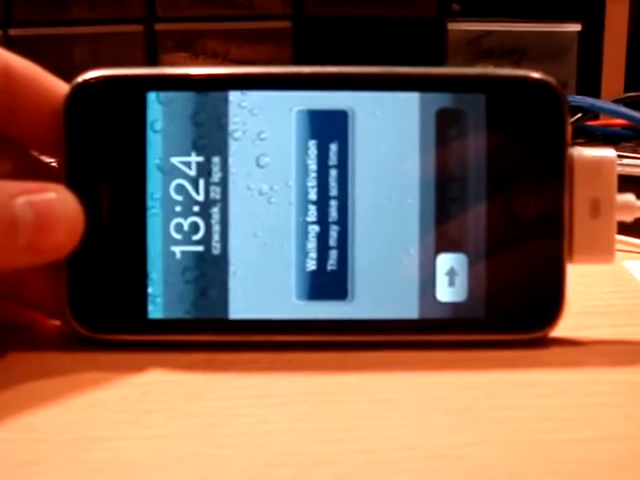 13:24
czwartek, 22 lipca
Waiting for activation
This may take some time.